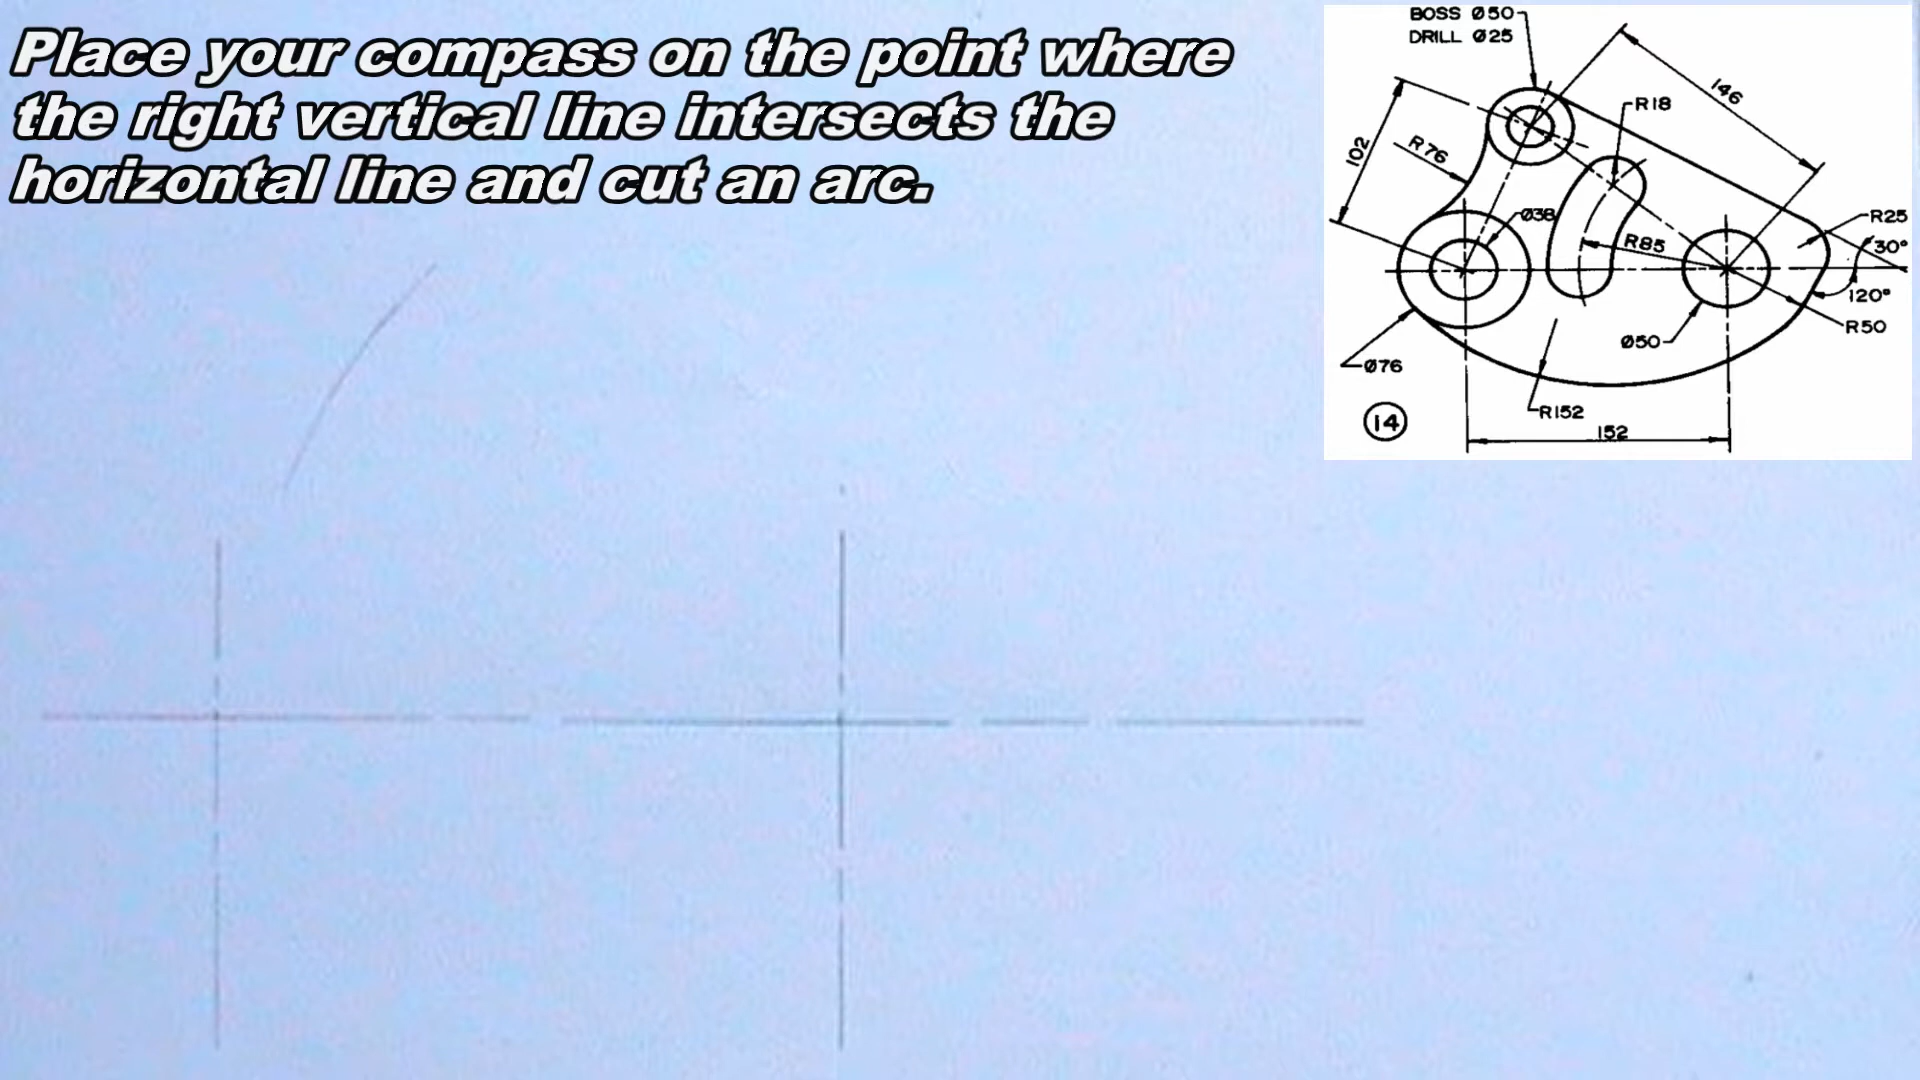 Place your compass on the point where
the right vertical line intersects the
horizontal line and cut an arc.
BOSS Ø50
DRILL Ø25
146
R18
102
R76
Ø38
R25
R85
30°
120°
R50
Ø50
Ø76
R152
14
152